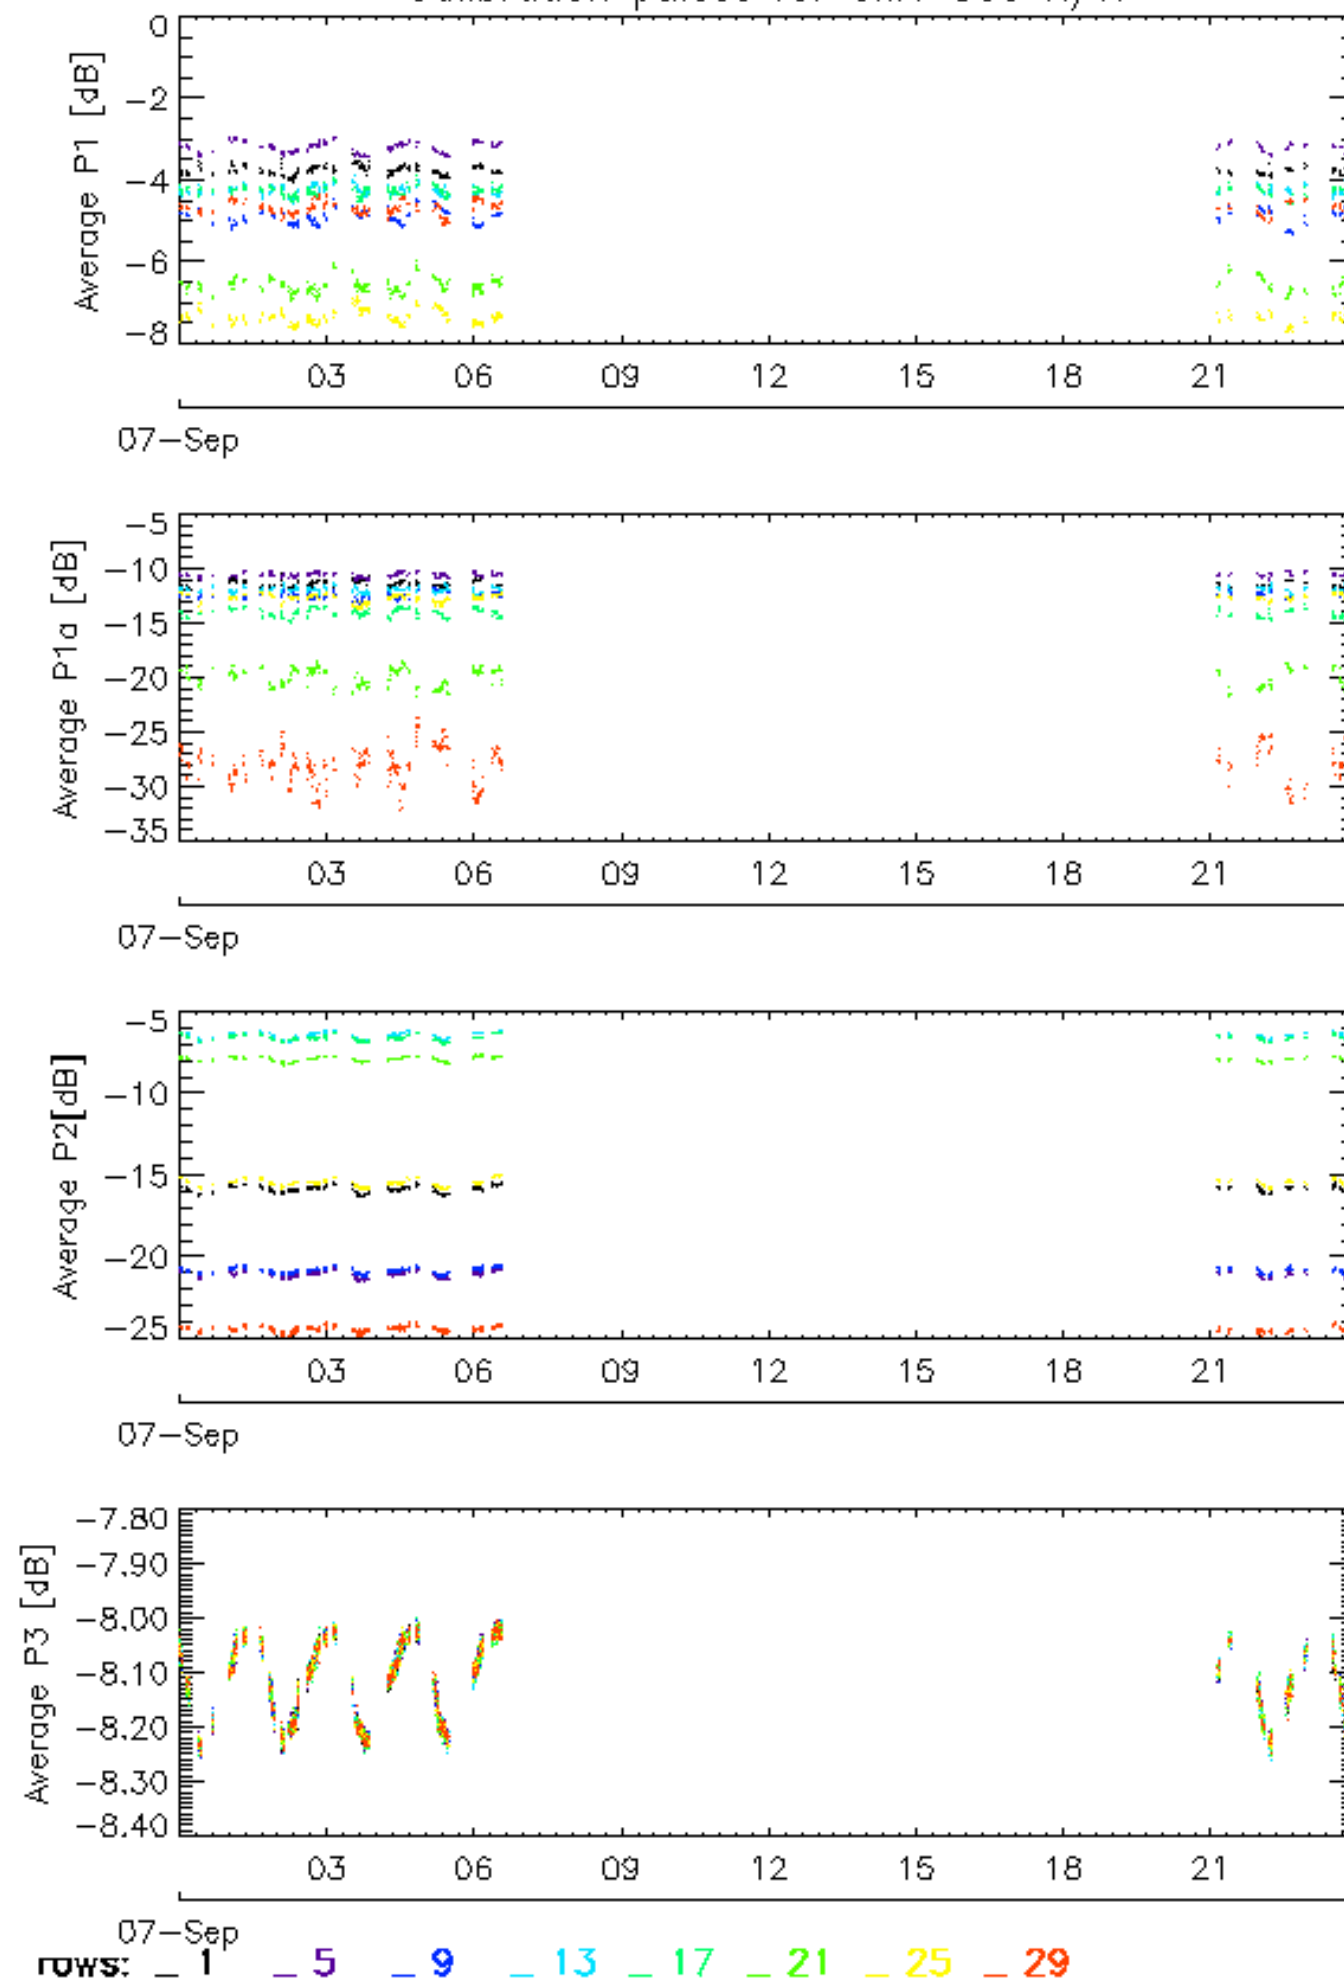 Average P1 [dB]
0
−2
−4
−6
−8
03 06 09 12 15 18 21
07−Sep
Average P1a [dB]
−5
−10
−15
−20
−25
−30
−35
03 06 09 12 15 18 21
07−Sep
Average P2[dB]
−5
−10
−15
−20
−25
03 06 09 12 15 18 21
07−Sep
Average P3 [dB]
−7.80
−7.90
−8.00
−8.10
−8.20
−8.30
−8.40
03 06 09 12 15 18 21
07−Sep
rows: _ 1 _ 5 _ 9 _ 13 _ 17 _ 21 _ 25 _ 29